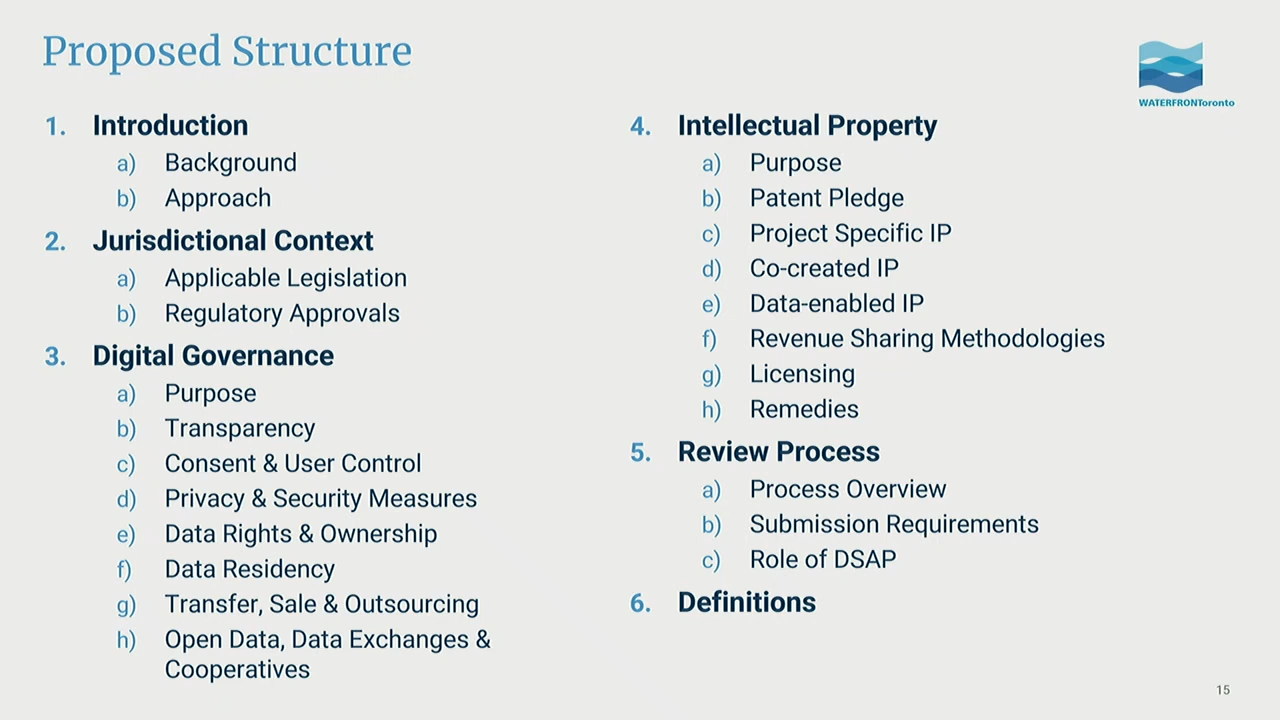 Proposed Structure
WATERFRONToronto
1. Introduction
a) Background
b) Approach
2. Jurisdictional Context
a) Applicable Legislation
b) Regulatory Approvals
3. Digital Governance
a) Purpose
b) Transparency
c) Consent & User Control
d) Privacy & Security Measures
e) Data Rights & Ownership
f) Data Residency
g) Transfer, Sale & Outsourcing
h) Open Data, Data Exchanges &
Cooperatives
4. Intellectual Property
a) Purpose
b) Patent Pledge
c) Project Specific IP
d) Co-created IP
e) Data-enabled IP
f) Revenue Sharing Methodologies
g) Licensing
h) Remedies
5. Review Process
a) Process Overview
b) Submission Requirements
c) Role of DSAP
6. Definitions
15